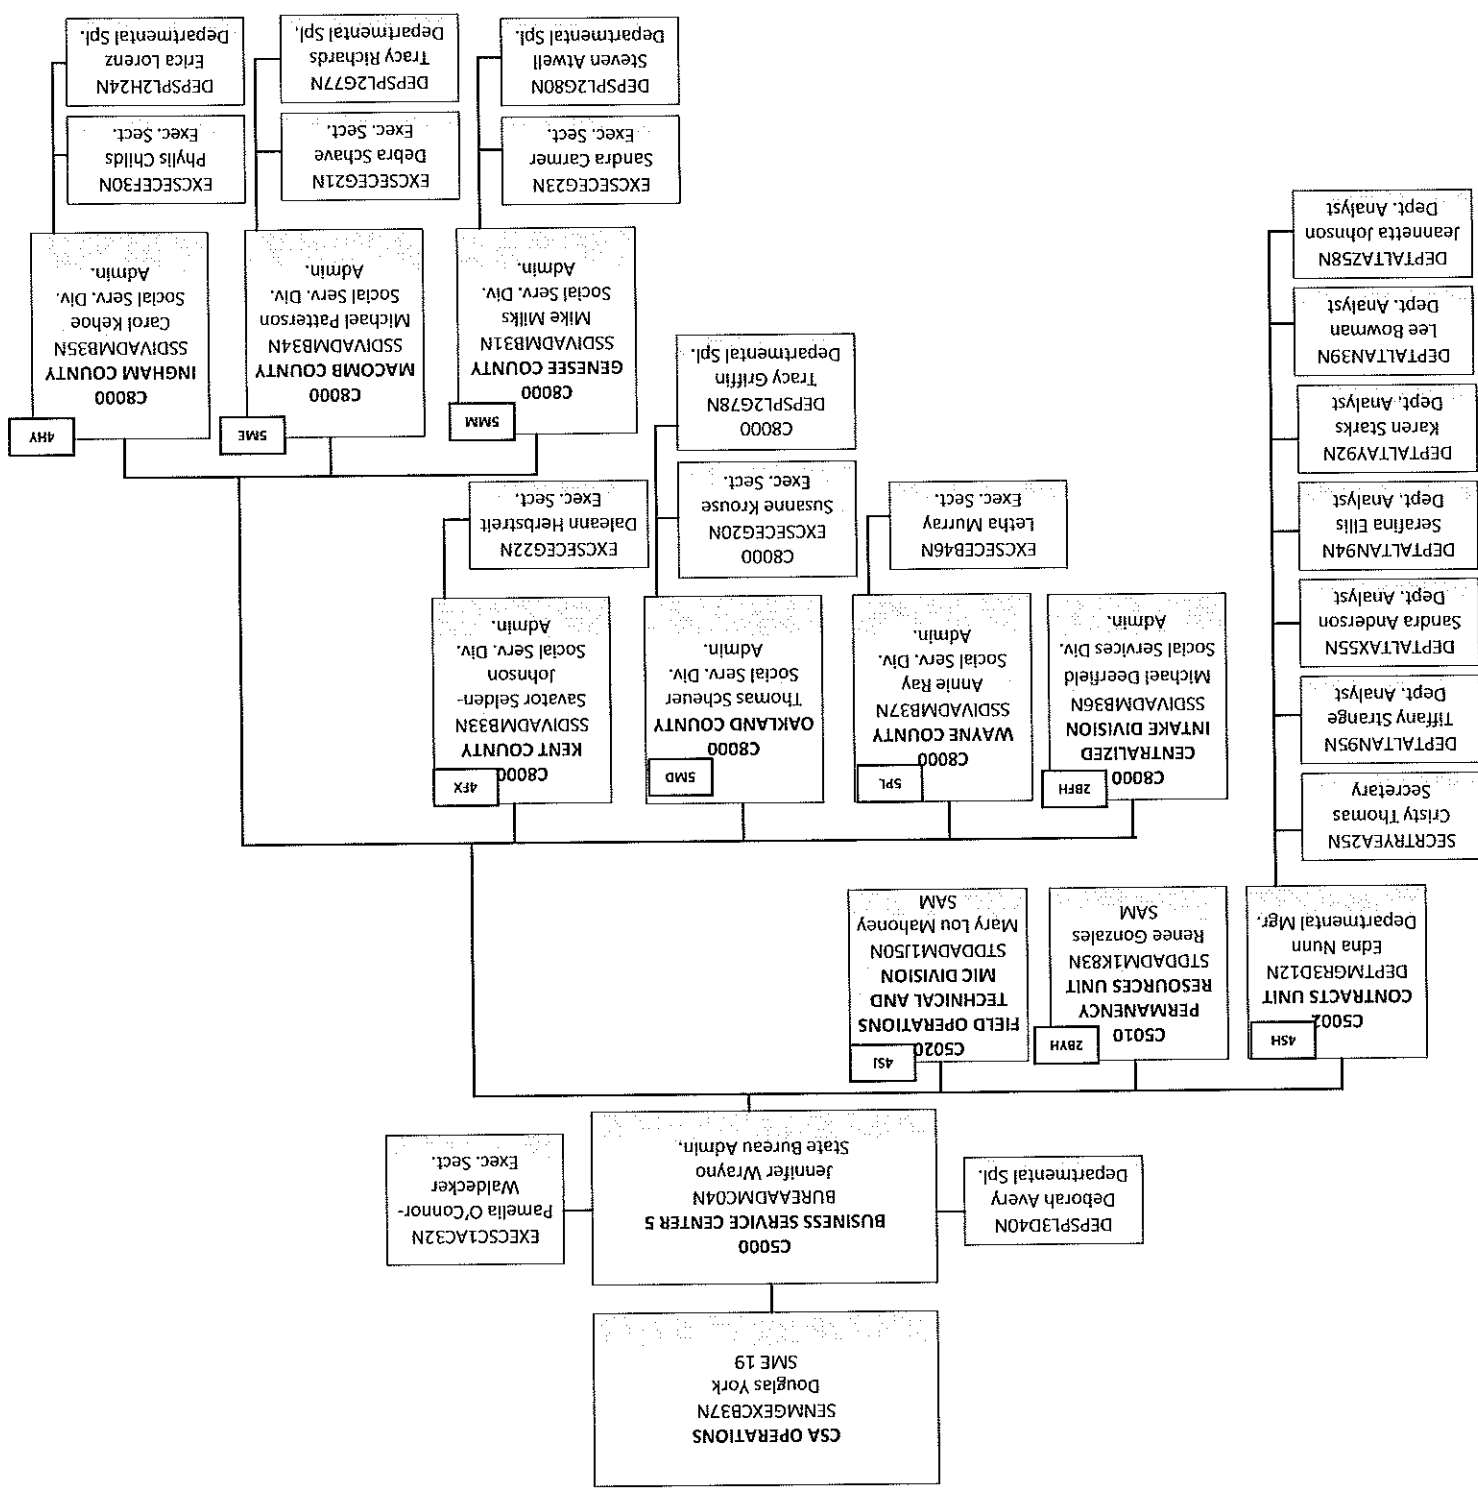 CSA OPERATIONS
SENMGEXCB37N
Douglas York
SME 19
C5000
BUSINESS SERVICE CENTER 5
BUREAADMC04N
Jennifer Wrayno
State Bureau Admin.
DEPSPL3D40N
Deborah Avery
Departmental Spl.
EXECSC1AC32N
Pamelia O'Connor-
Waldecker
Exec. Sect.
4SH
C5002
CONTRACTS UNIT
DEPTMGR3D12N
Edna Nunn
Departmental Mgr.
2BYH
C5010
PERMANENCY
RESOURCES UNIT
STDDADM1K83N
Renee Gonzales
SAM
4SJ
C5020
FIELD OPERATIONS
TECHNICAL AND
MIC DIVISION
STDDADM1J50N
Mary Lou Mahoney
SAM
SECRTRYEA25N
Cristy Thomas
Secretary
DEPTALTAN95N
Tiffany Strange
Dept. Analyst
DEPTALTAX55N
Sandra Anderson
Dept. Analyst
DEPTALTAN94N
Serafina Ellis
Dept. Analyst
DEPTALTAY92N
Karen Starks
Dept. Analyst
DEPTALTAN39N
Lee Bowman
Dept. Analyst
DEPTALTAZ58N
Jeannetta Johnson
Dept. Analyst
2BFH
C8000
CENTRALIZED
INTAKE DIVISION
SSDIVADMB36N
Michael Deerfield
Social Services Div.
Admin.
5PL
C8000
WAYNE COUNTY
SSDIVADMB37N
Annie Ray
Social Serv. Div.
Admin.
5MD
C8000
OAKLAND COUNTY
Thomas Scheuer
Social Serv. Div.
Admin.
4FX
C8000
KENT COUNTY
SSDIVADMB33N
Savator Selden-
Johnson
Social Serv. Div.
Admin.
EXCSECEB46N
Letha Murray
Exec. Sect.
C8000
EXCSECEG20N
Susanne Krouse
Exec. Sect.
C8000
DEPSPL2G78N
Tracy Griffin
Departmental Spl.
EXCSECEG22N
Daleann Herbstreit
Exec. Sect.
5MM
C8000
GENESEE COUNTY
SSDIVADMB31N
Mike Milks
Social Serv. Div.
Admin.
5ME
C8000
MACOMB COUNTY
SSDIVADMB34N
Michael Patterson
Social Serv. Div.
Admin.
4HY
C8000
INGHAM COUNTY
SSDIVADMB35N
Carol Kehoe
Social Serv. Div.
Admin.
EXCSECEG23N
Sandra Carmer
Exec. Sect.
DEPSPL2G80N
Steven Atwell
Departmental Spl.
EXCSECEG21N
Debra Schave
Exec. Sect.
DEPSPL2G77N
Tracy Richards
Departmental Spl.
EXCSECEF30N
Phylis Childs
Exec. Sect.
DEPSPL2H24N
Erica Lorenz
Departmental Spl.